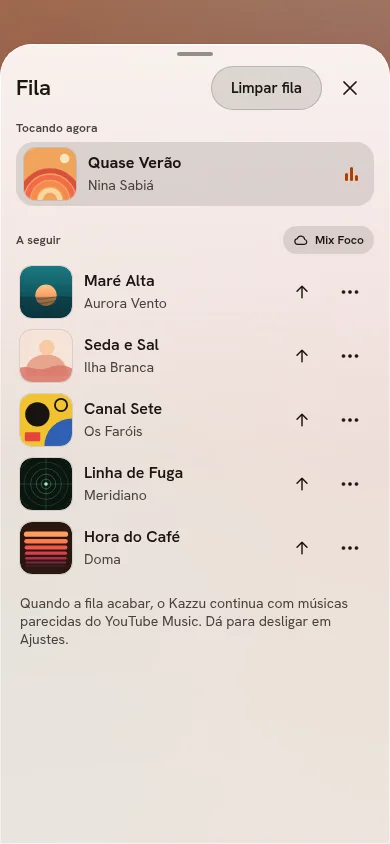 Fila
Limpar fila
Tocando agora
Quase Verão
Nina Sabiá
A seguir
Mix Foco
Maré Alta
Aurora Vento
Seda e Sal
Ilha Branca
Canal Sete
Os Faróis
Linha de Fuga
Meridiano
Hora do Café
Doma
Quando a fila acabar, o Kazzu continua com músicas
parecidas do YouTube Music. Dá para desligar em
Ajustes.